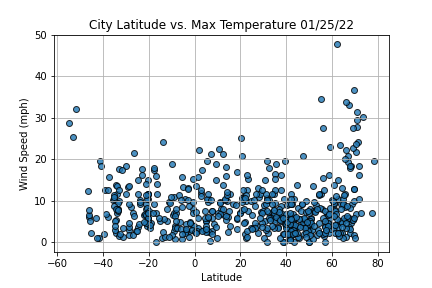 City Latitude vs. Max Temperature 01/25/22
50
40
30
20
10
0
Wind Speed (mph)
−60 −40 −20 0 20 40 60 80
Latitude